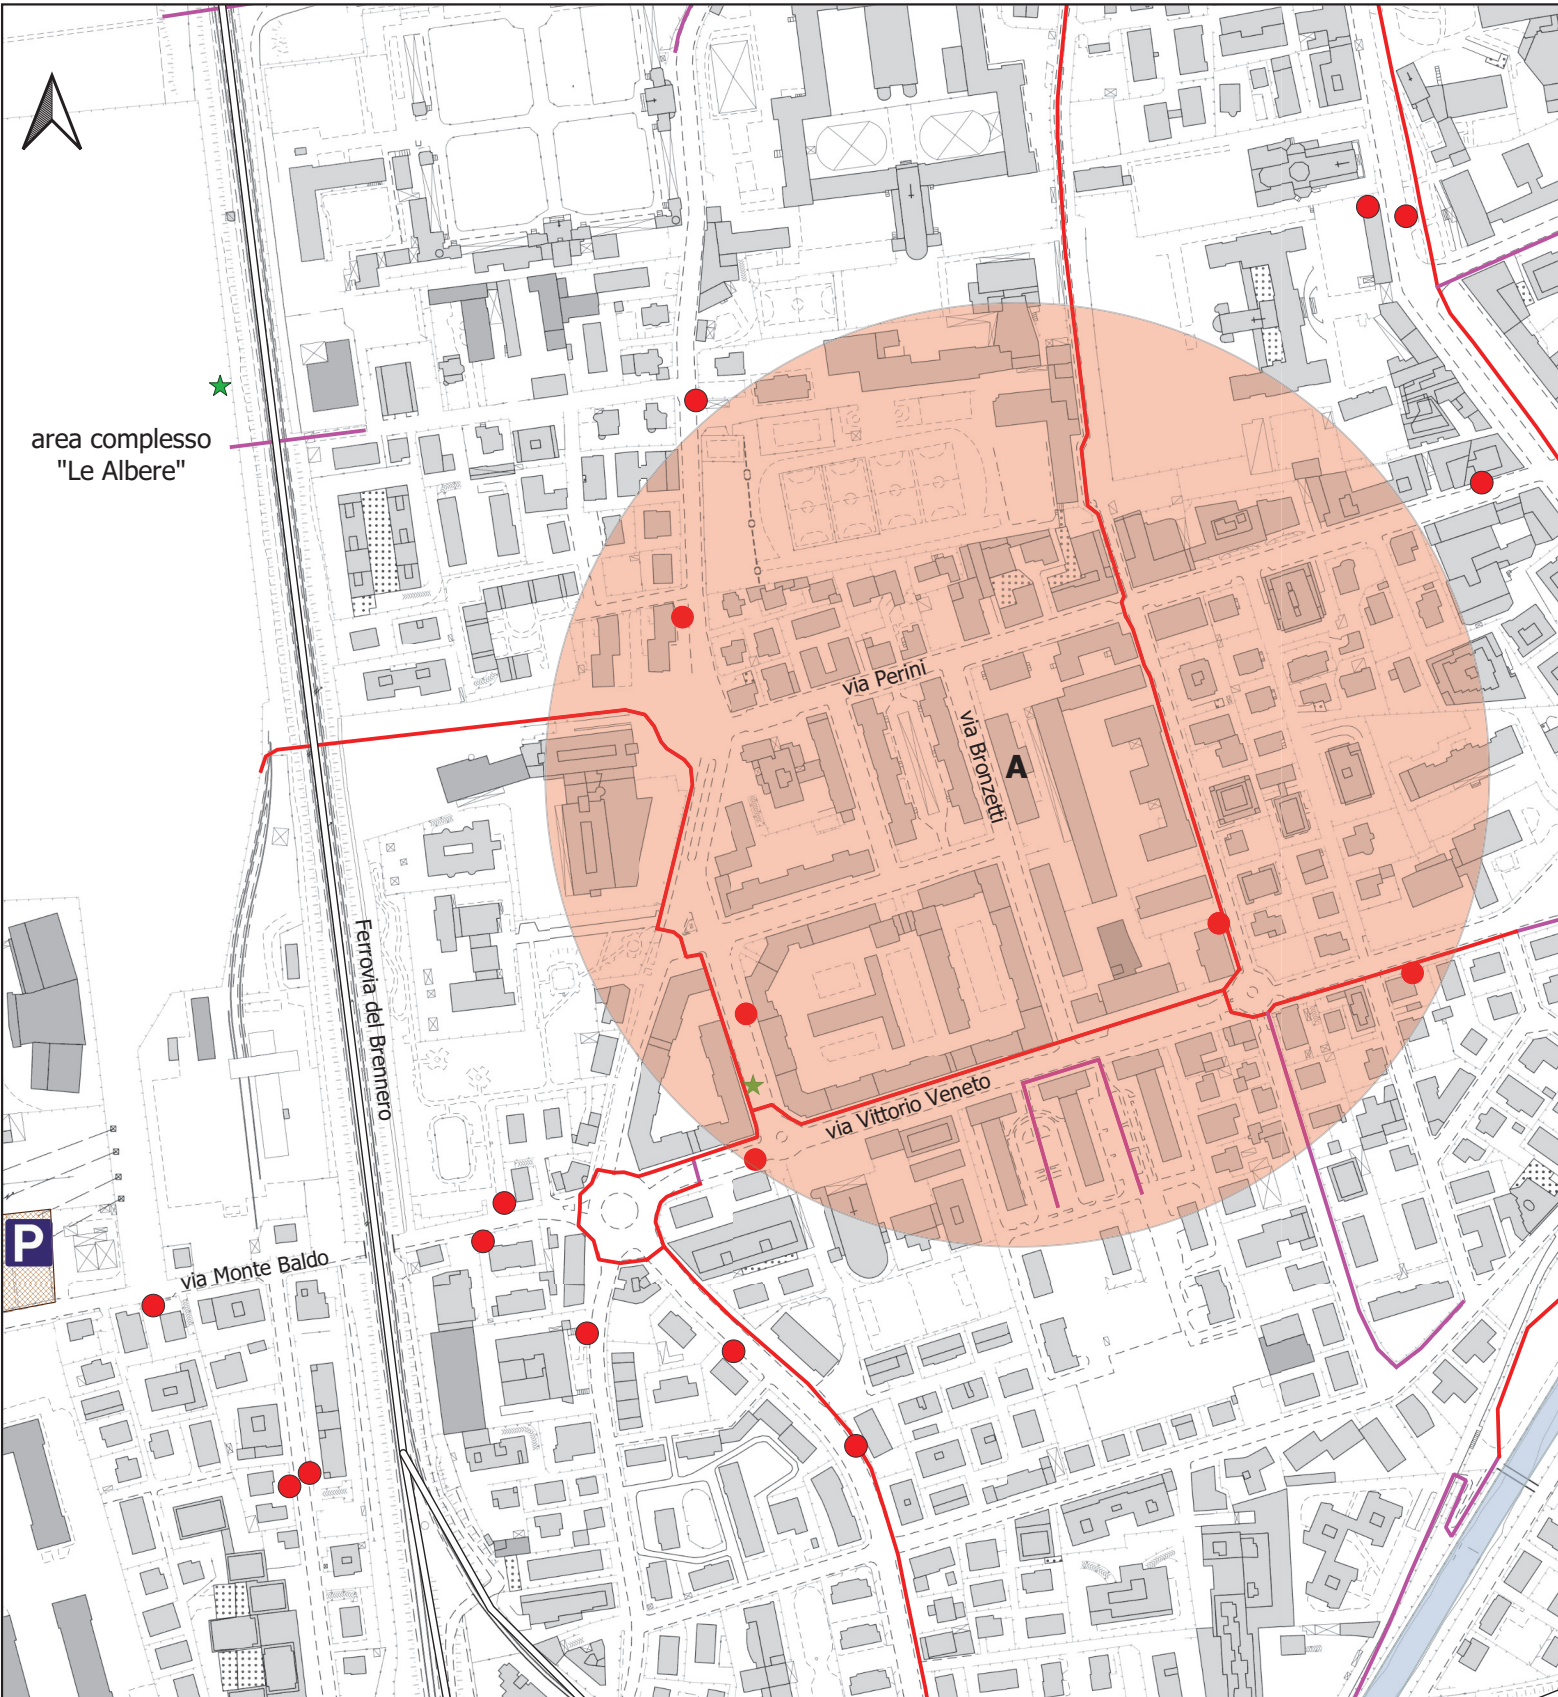 area complesso
"Le Albere"
via Perini
via Bronzetti
A
Ferrovia del Brennero
via Vittorio Veneto
P
via Monte Baldo